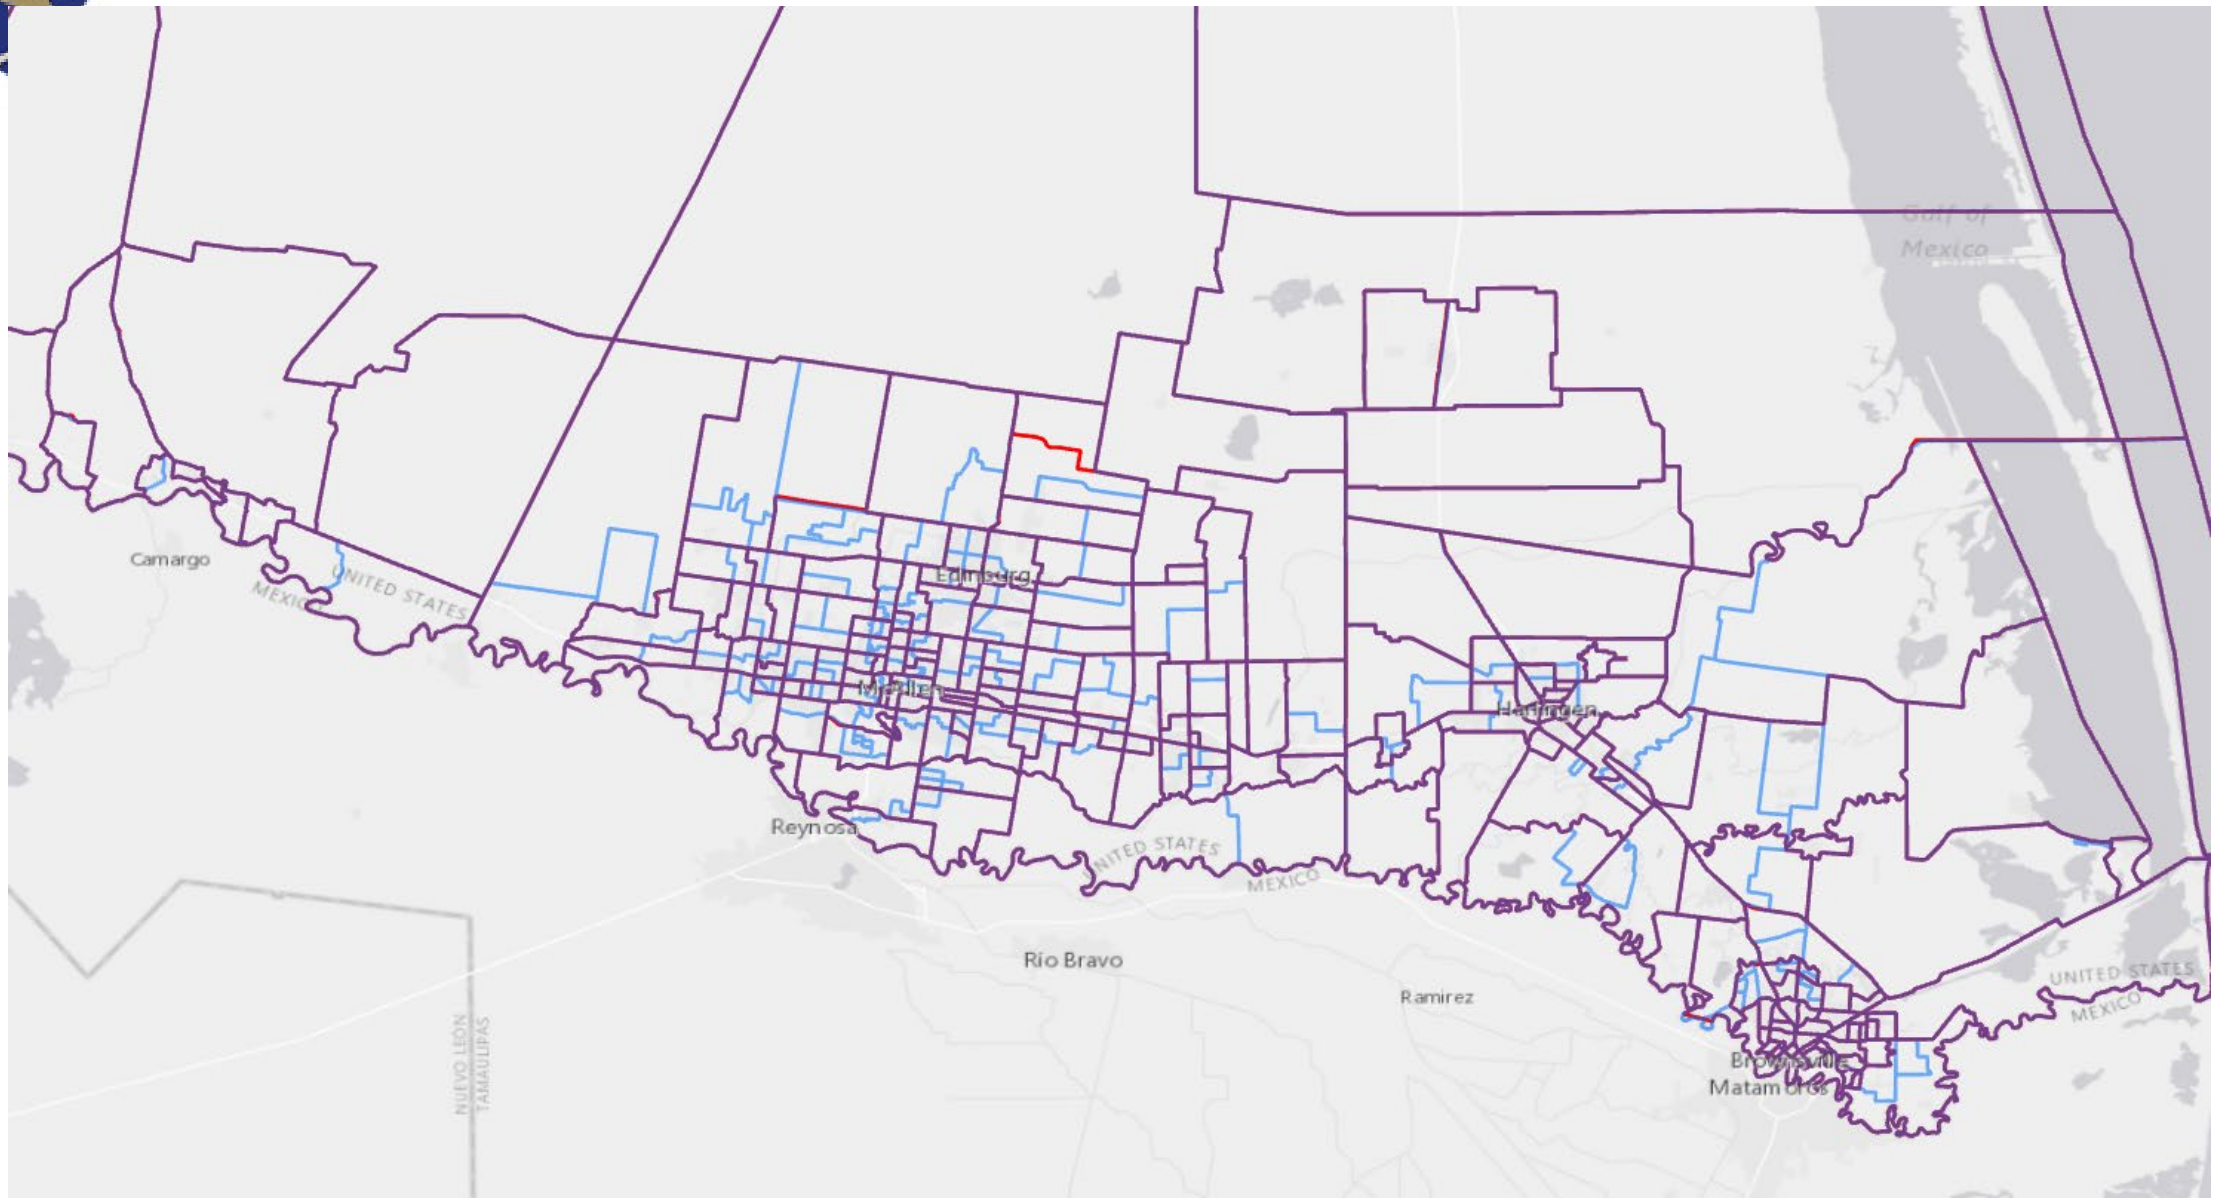 Gulf of
Mexico
Camargo
UNITED STATES
MEXICO
Edinburg
McAllen
Harlingen
Reynosa
UNITED STATES
MEXICO
Río Bravo
Ramirez
UNITED STATES
MEXICO
NUEVO LEON
TAMAULIPAS
Brownsville
Matamoros